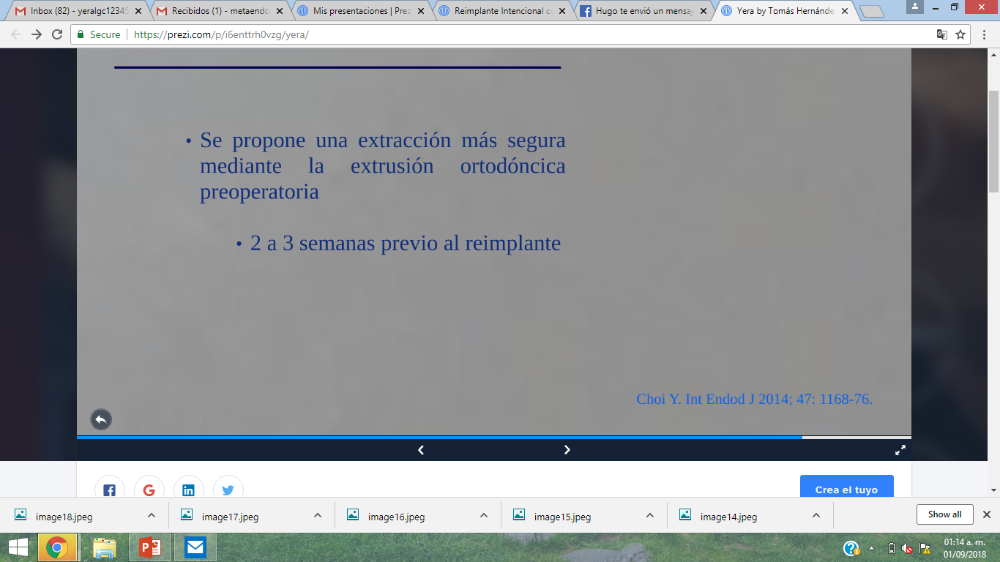 Inbox (82) - yeralgc12345
Recibidos (1) - metaendo
Mis presentaciones | Prez
Reimplante Intencional co
Hugo te envió un mensaj
Yera by Tomás Hernánde
Secure
https://prezi.com/p/i6enttrh0vzg/yera/
• Se propone una extracción más segura
mediante la extrusión ortodóncica
preoperatoria
• 2 a 3 semanas previo al reimplante
Choi Y. Int Endod J 2014; 47: 1168-76.
Crea el tuyo
image18.jpeg
image17.jpeg
image16.jpeg
image15.jpeg
image14.jpeg
Show all
01:14 a. m.
01/09/2018